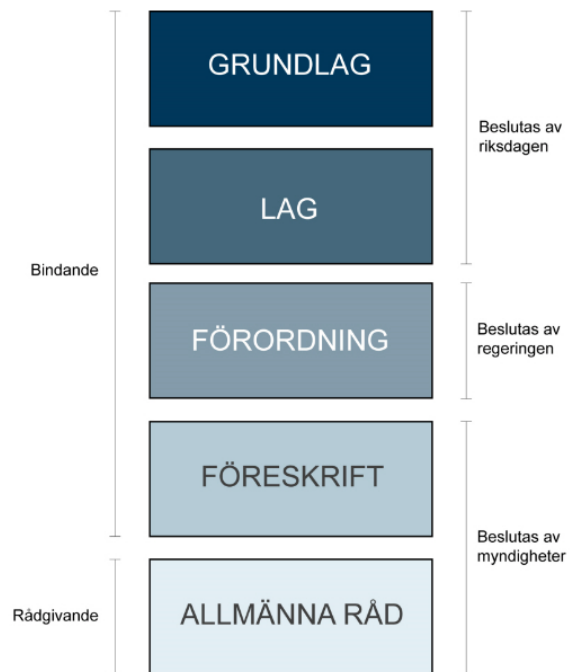 GRUNDLAG
Beslutas av
riksdagen
LAG
Bindande
FÖRORDNING
Beslutas av
regeringen
FÖRESKRIFT
Beslutas av
myndigheter
Rådgivande
ALLMÄNNA RÅD